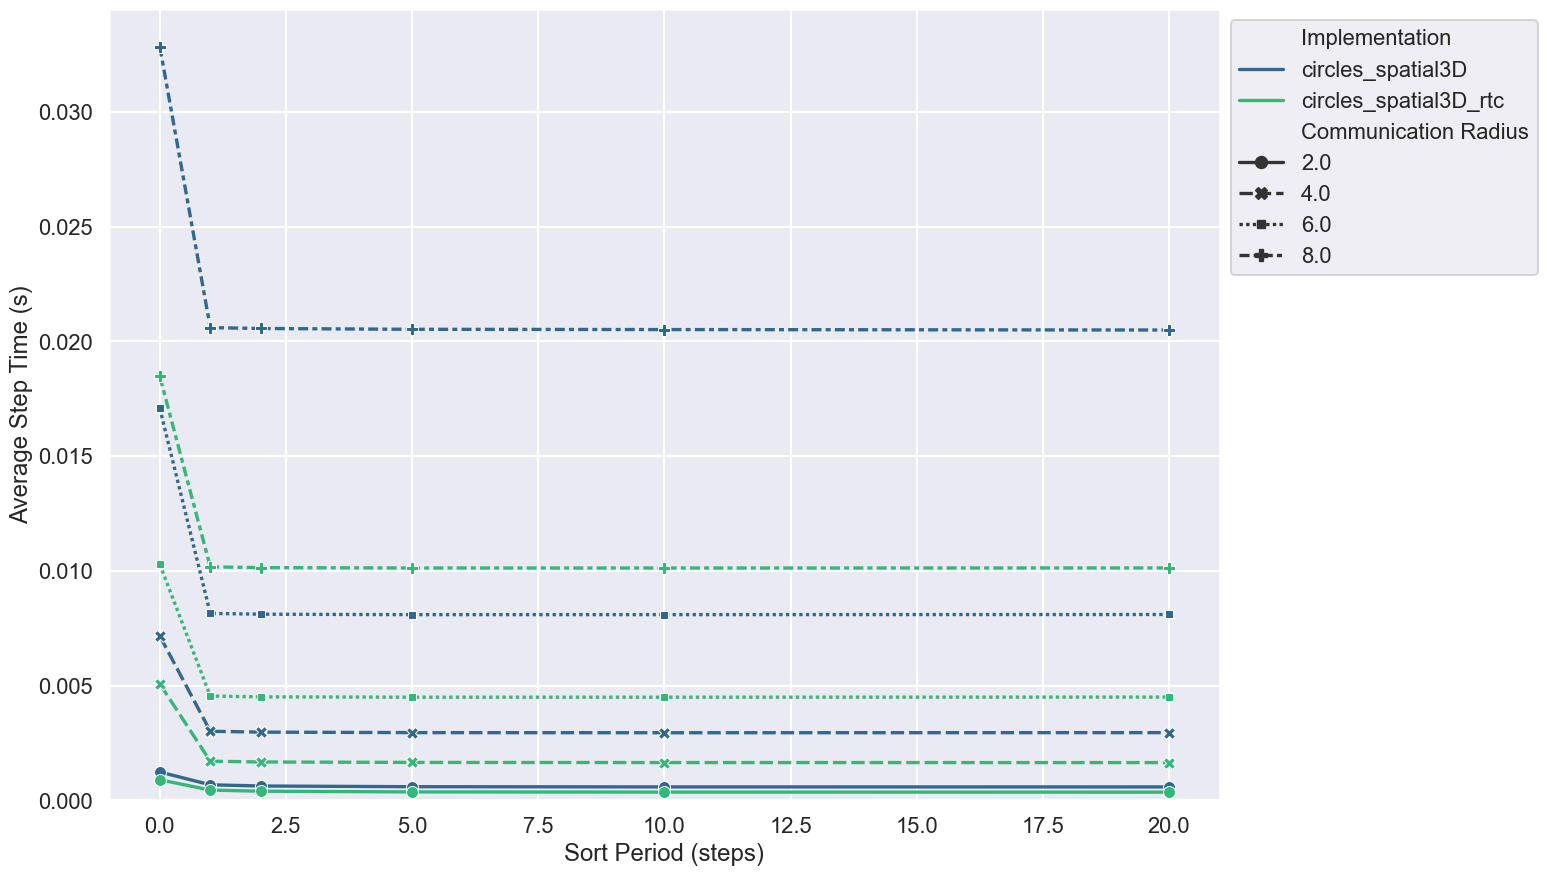 0.030
0.025
0.020
0.015
0.010
0.005
0.000
Average Step Time (s)
0.0 2.5 5.0 7.5 10.0 12.5 15.0 17.5 20.0
Sort Period (steps)
Implementation
circles_spatial3D
circles_spatial3D_rtc
Communication Radius
2.0
4.0
6.0
8.0